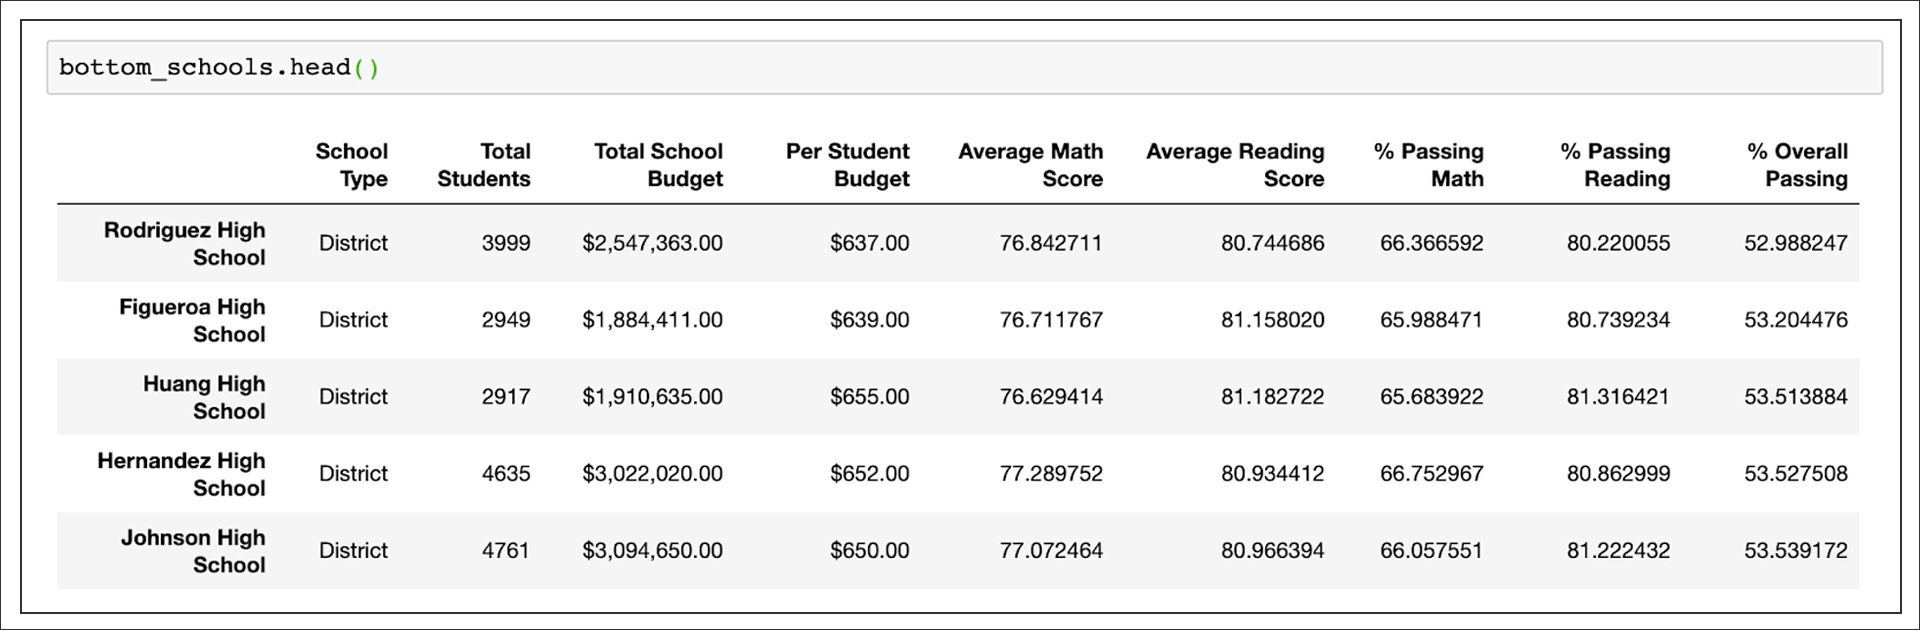 bottom_schools.head()
School Type Total Students Total School Budget Per Student Budget Average Math Score Average Reading Score % Passing Math % Passing Reading % Overall Passing
Rodriguez High School District 3999 $2,547,363.00 $637.00 76.842711 80.744686 66.366592 80.220055 52.988247
Figueroa High School District 2949 $1,884,411.00 $639.00 76.711767 81.158020 65.988471 80.739234 53.204476
Huang High School District 2917 $1,910,635.00 $655.00 76.629414 81.182722 65.683922 81.316421 53.513884
Hernandez High School District 4635 $3,022,020.00 $652.00 77.289752 80.934412 66.752967 80.862999 53.527508
Johnson High School District 4761 $3,094,650.00 $650.00 77.072464 80.966394 66.057551 81.222432 53.539172